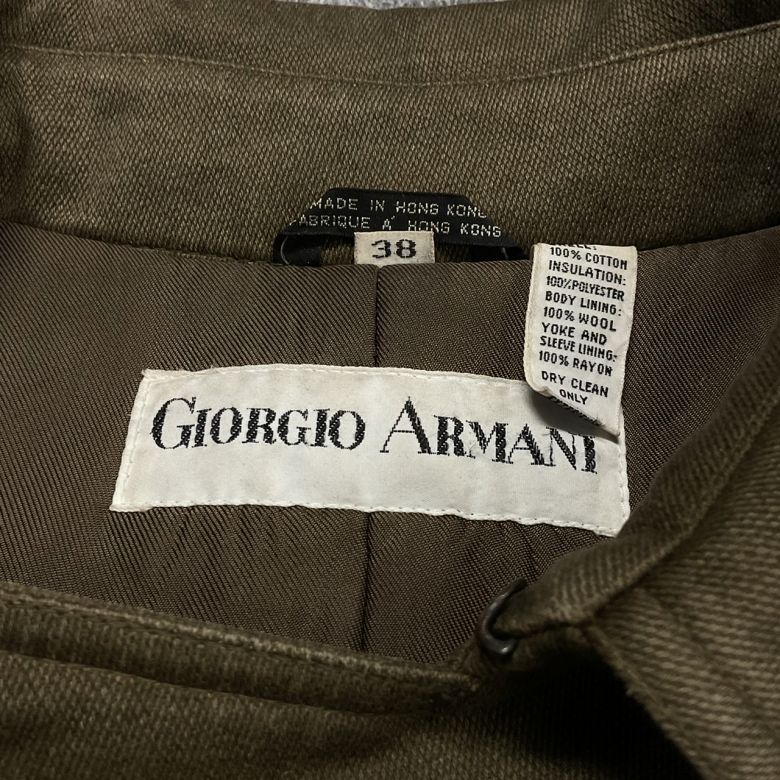 MADE IN HONG KONG
FABRIQUE A' HONG KONG
38
100% COTTON
INSULATION:
100% POLYESTER
BODY LINING:
100% WOOL
YOKE AND
SLEEVE LINING:
100% RAYON
DRY CLEAN
ONLY
GIORGIO ARMANI